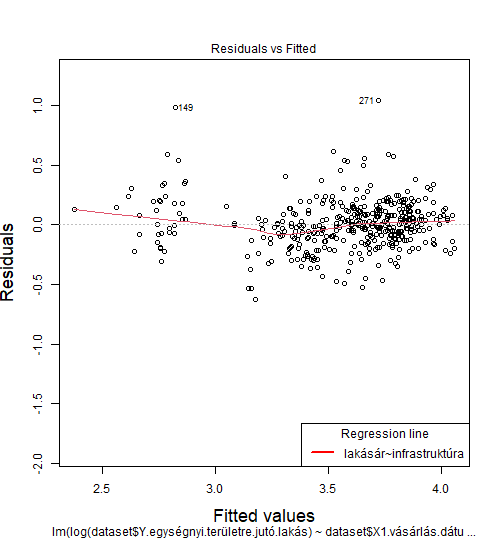 Residuals vs Fitted
Residuals
1.0
0.5
0.0
-0.5
-1.0
-1.5
-2.0
149
271
Regression line
lakásár~infrastruktúra
2.5 3.0 3.5 4.0
Fitted values
lm(log(dataset$Y.egységnyi.területre.jutó.lakás) ~ dataset$X1.vásárlás.dátu ...